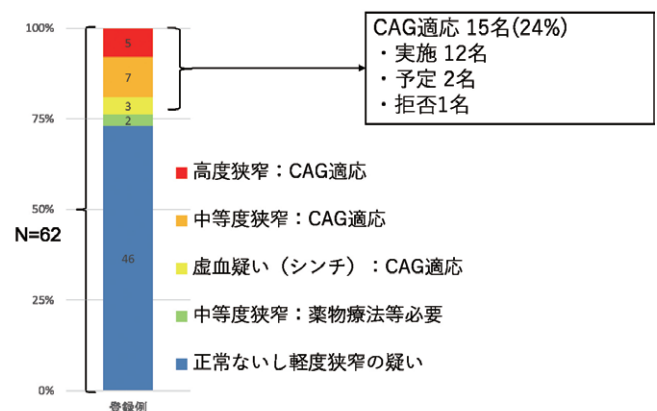 100%
75%
50%
25%
0%
N=62
5
7
3
2
46
登録例
CAG適応 15名(24%)
・実施 12名
・予定 2名
・拒否1名
高度狭窄：CAG適応
中等度狭窄：CAG適応
虚血疑い（シンチ）：CAG適応
中等度狭窄：薬物療法等必要
正常ないし軽度狭窄の疑い